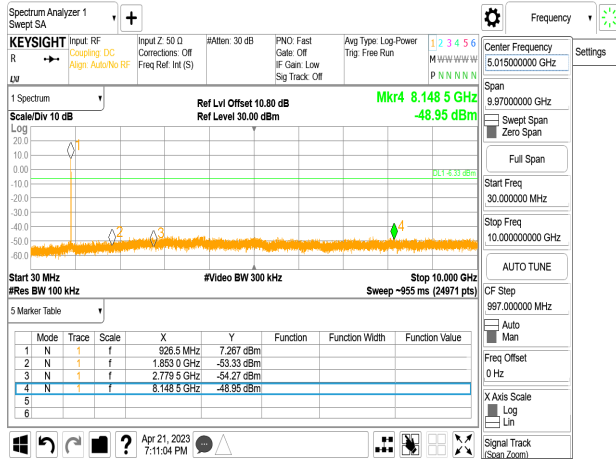 Spectrum Analyzer 1
Swept SA
Frequency
KEYSIGHT
R
LXI
Input: RF
Coupling: DC
Align: Auto/No RF
Input Z: 50 Ω
Corrections: Off
Freq Ref: Int (S)
#Atten: 30 dB
PNO: Fast
Gate: Off
IF Gain: Low
Sig Track: Off
Avg Type: Log-Power
Trig: Free Run
1 2 3 4 5 6
M W W W W W
P N N N N N
1 Spectrum
Scale/Div 10 dB
Ref Lvl Offset 10.80 dB
Ref Level 30.00 dBm
Mkr4 8.148 5 GHz
-48.95 dBm
Log
20.0
10.0
0.00
-10.0
-20.0
-30.0
-40.0
-50.0
-60.0
1
2
3
4
Start 30 MHz
#Res BW 100 kHz
#Video BW 300 kHz
Stop 10.000 GHz
Sweep ~955 ms (24971 pts)
5 Marker Table
Mode Trace Scale X Y Function Function Width Function Value
1 N 1 f 926.5 MHz 7.267 dBm
2 N 1 f 1.853 0 GHz -53.33 dBm
3 N 1 f 2.779 5 GHz -54.27 dBm
4 N 1 f 8.148 5 GHz -48.95 dBm
5
6
Apr 21, 2023
7:11:04 PM
Center Frequency
5.015000000 GHz
Settings
Span
9.97000000 GHz
Swept Span
Zero Span
Full Span
Start Freq
30.000000 MHz
Stop Freq
10.000000000 GHz
AUTO TUNE
CF Step
997.000000 MHz
Auto
Man
Freq Offset
0 Hz
X Axis Scale
Log
Lin
Signal Track
(Span Zoom)